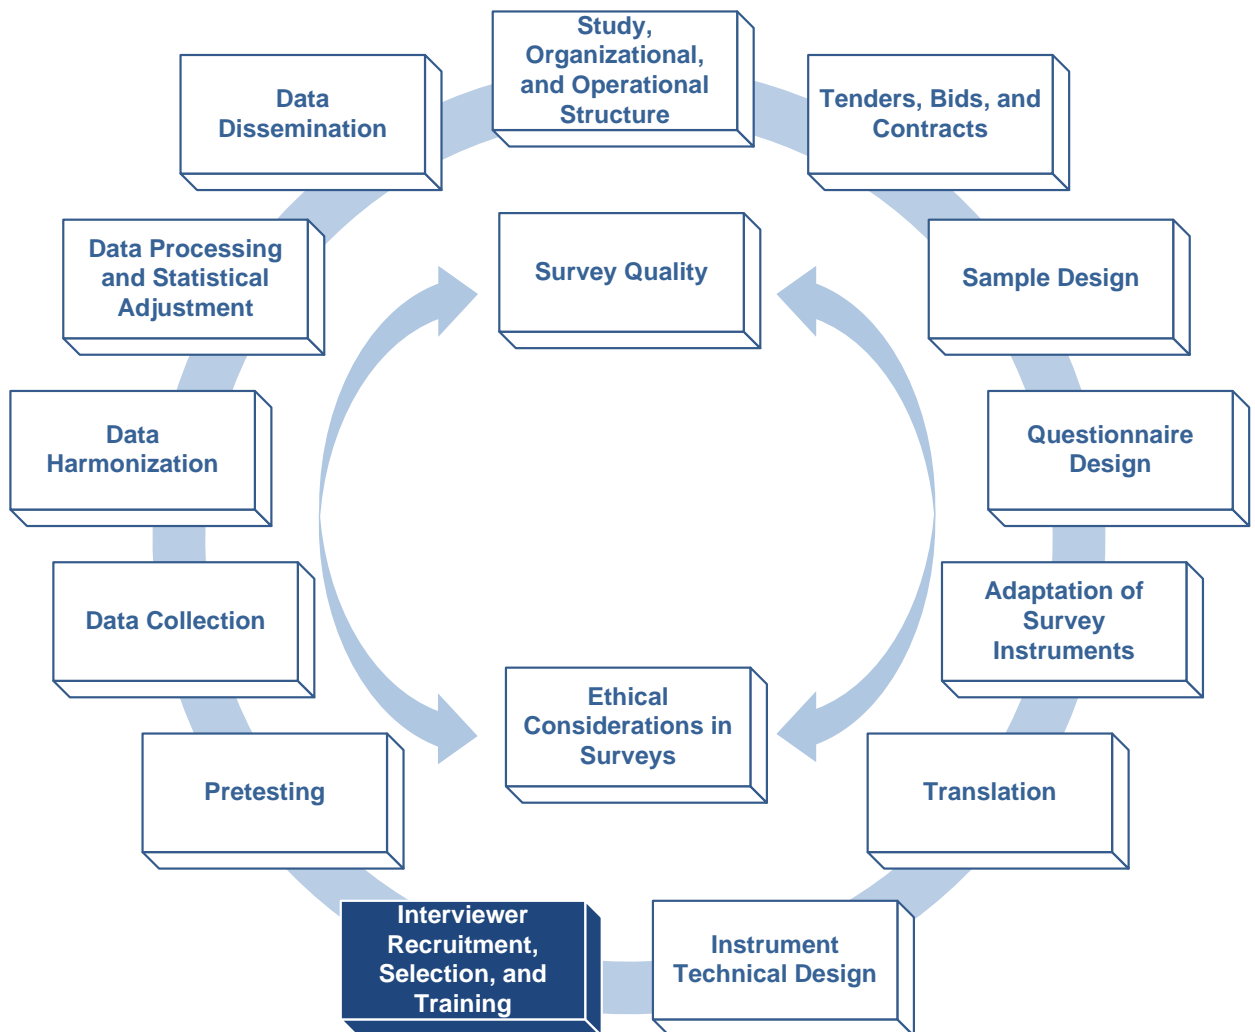 Study,
Organizational,
and Operational
Structure
Tenders, Bids, and
Contracts
Sample Design
Questionnaire
Design
Adaptation of
Survey
Instruments
Translation
Instrument
Technical Design
Interviewer
Recruitment,
Selection, and
Training
Pretesting
Data Collection
Data
Harmonization
Data Processing
and Statistical
Adjustment
Data
Dissemination
Survey Quality
Ethical
Considerations in
Surveys